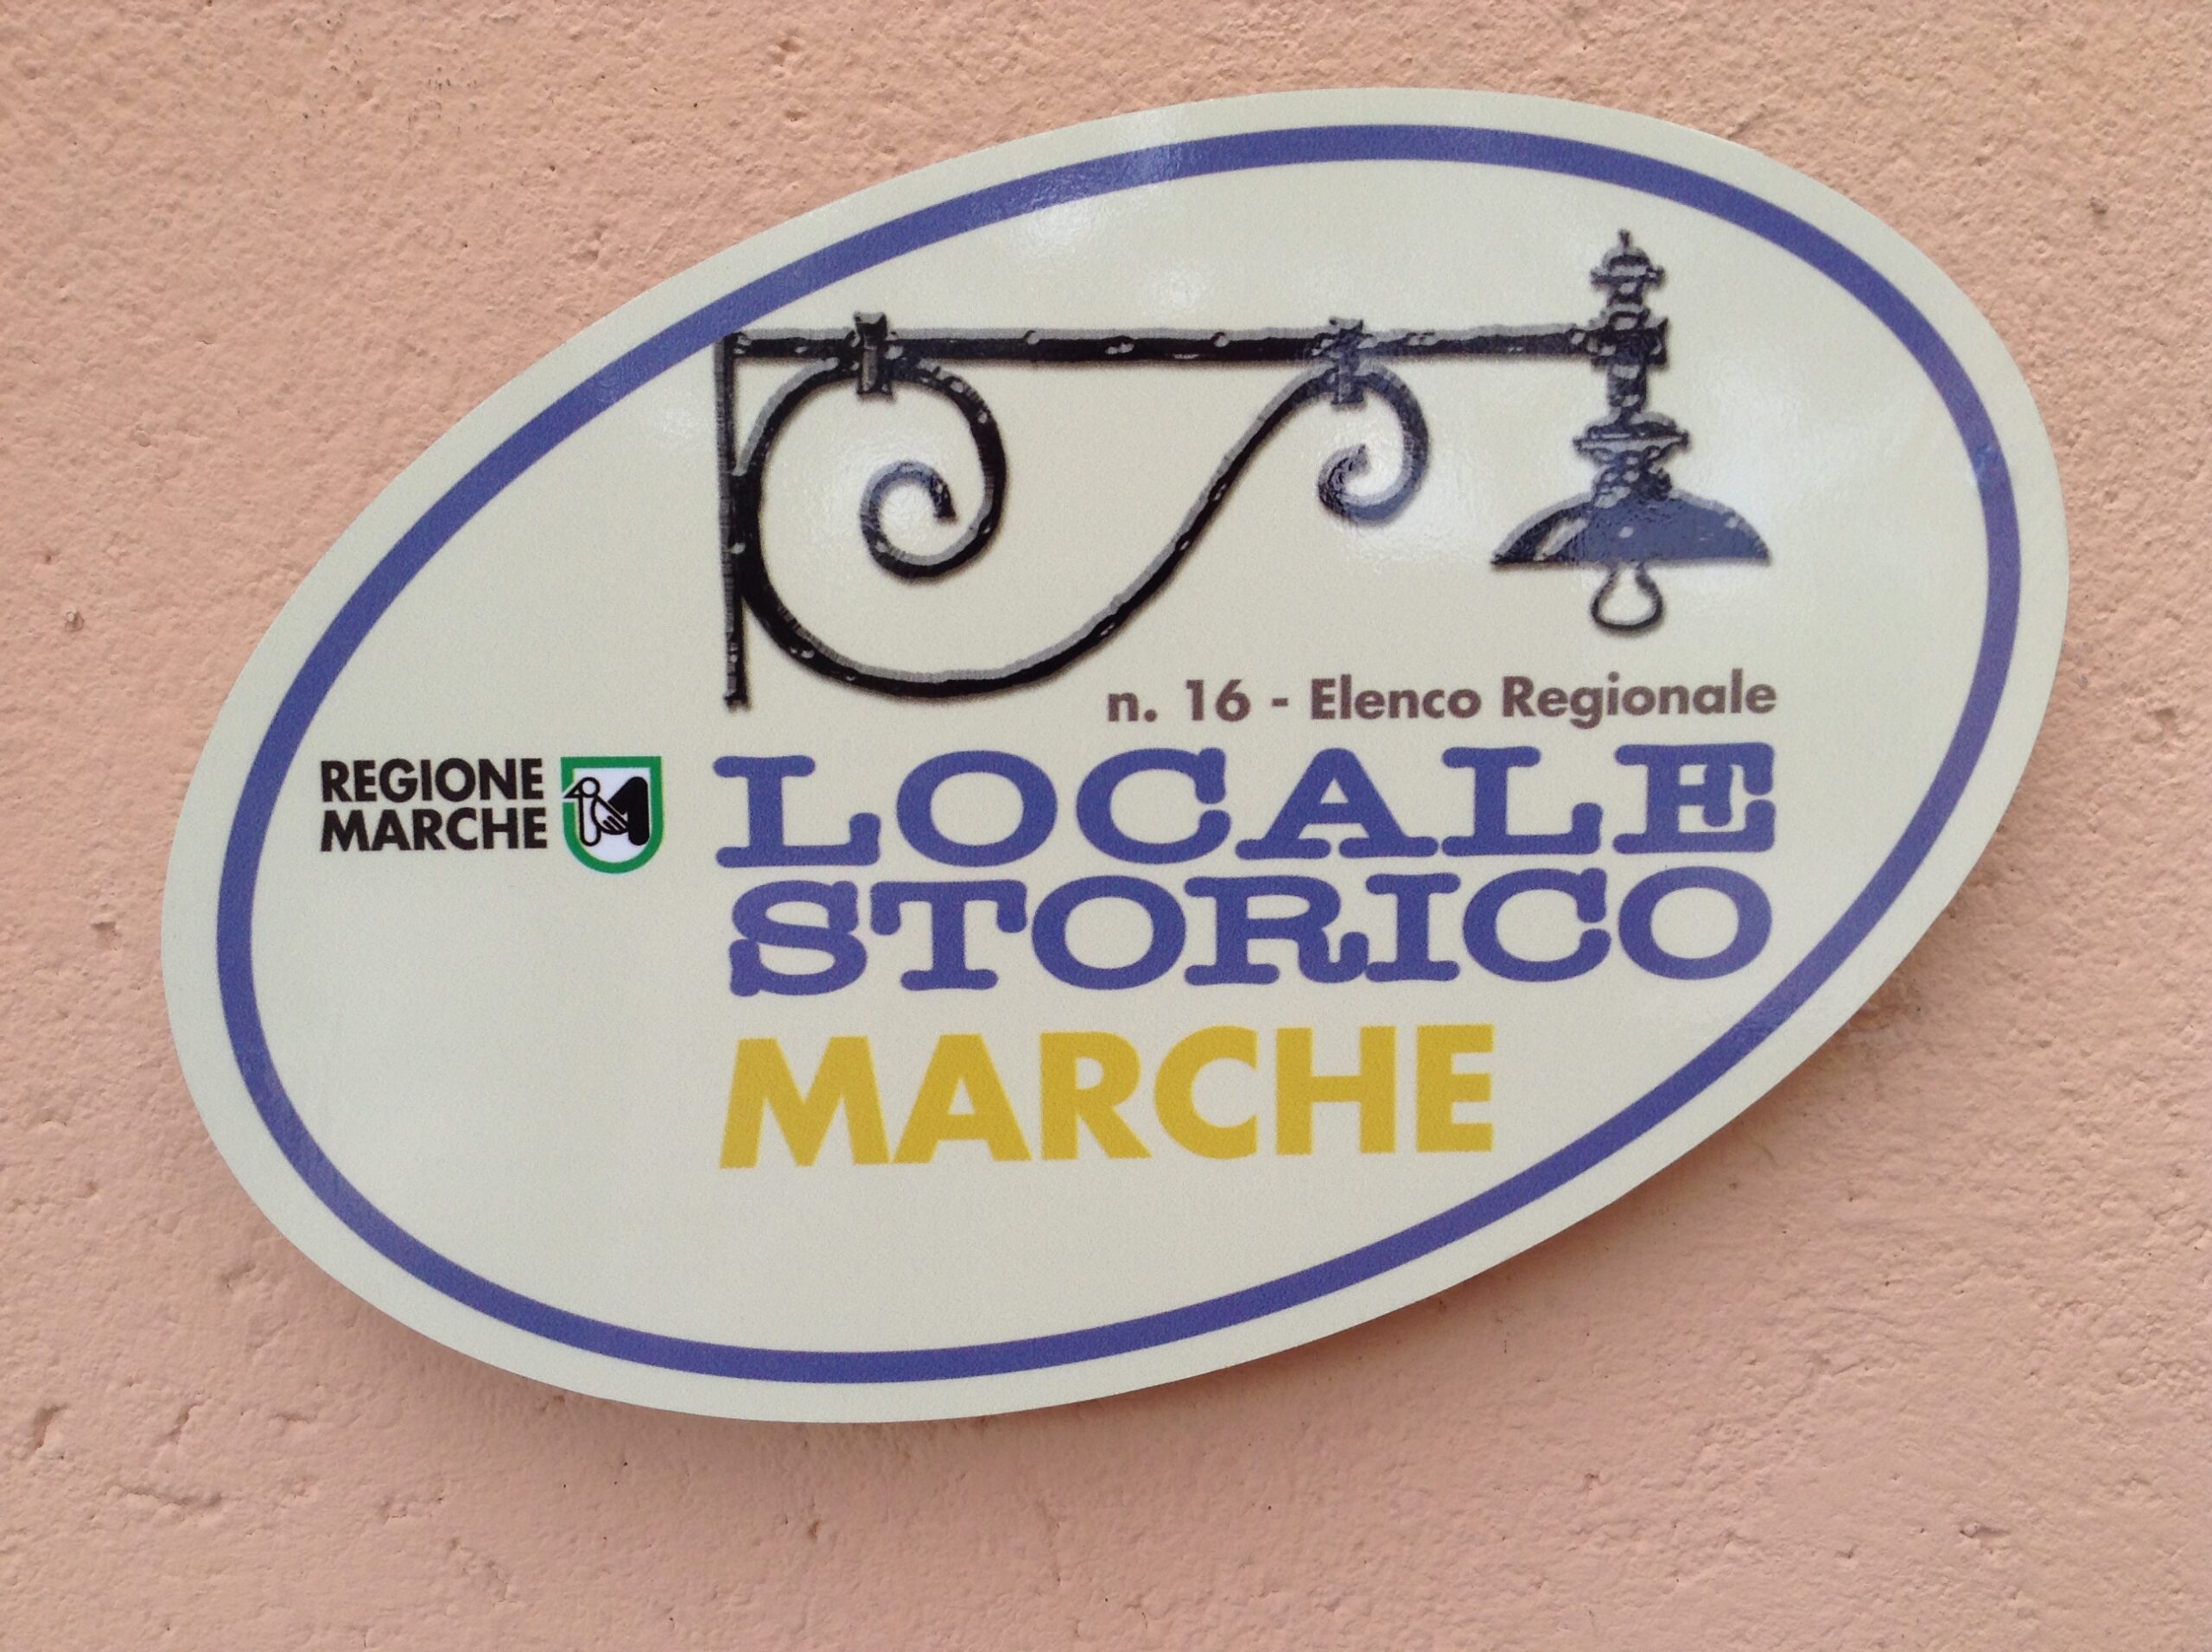 n. 16 - Elenco Regionale
REGIONE
MARCHE
LOCALE
STORICO
MARCHE